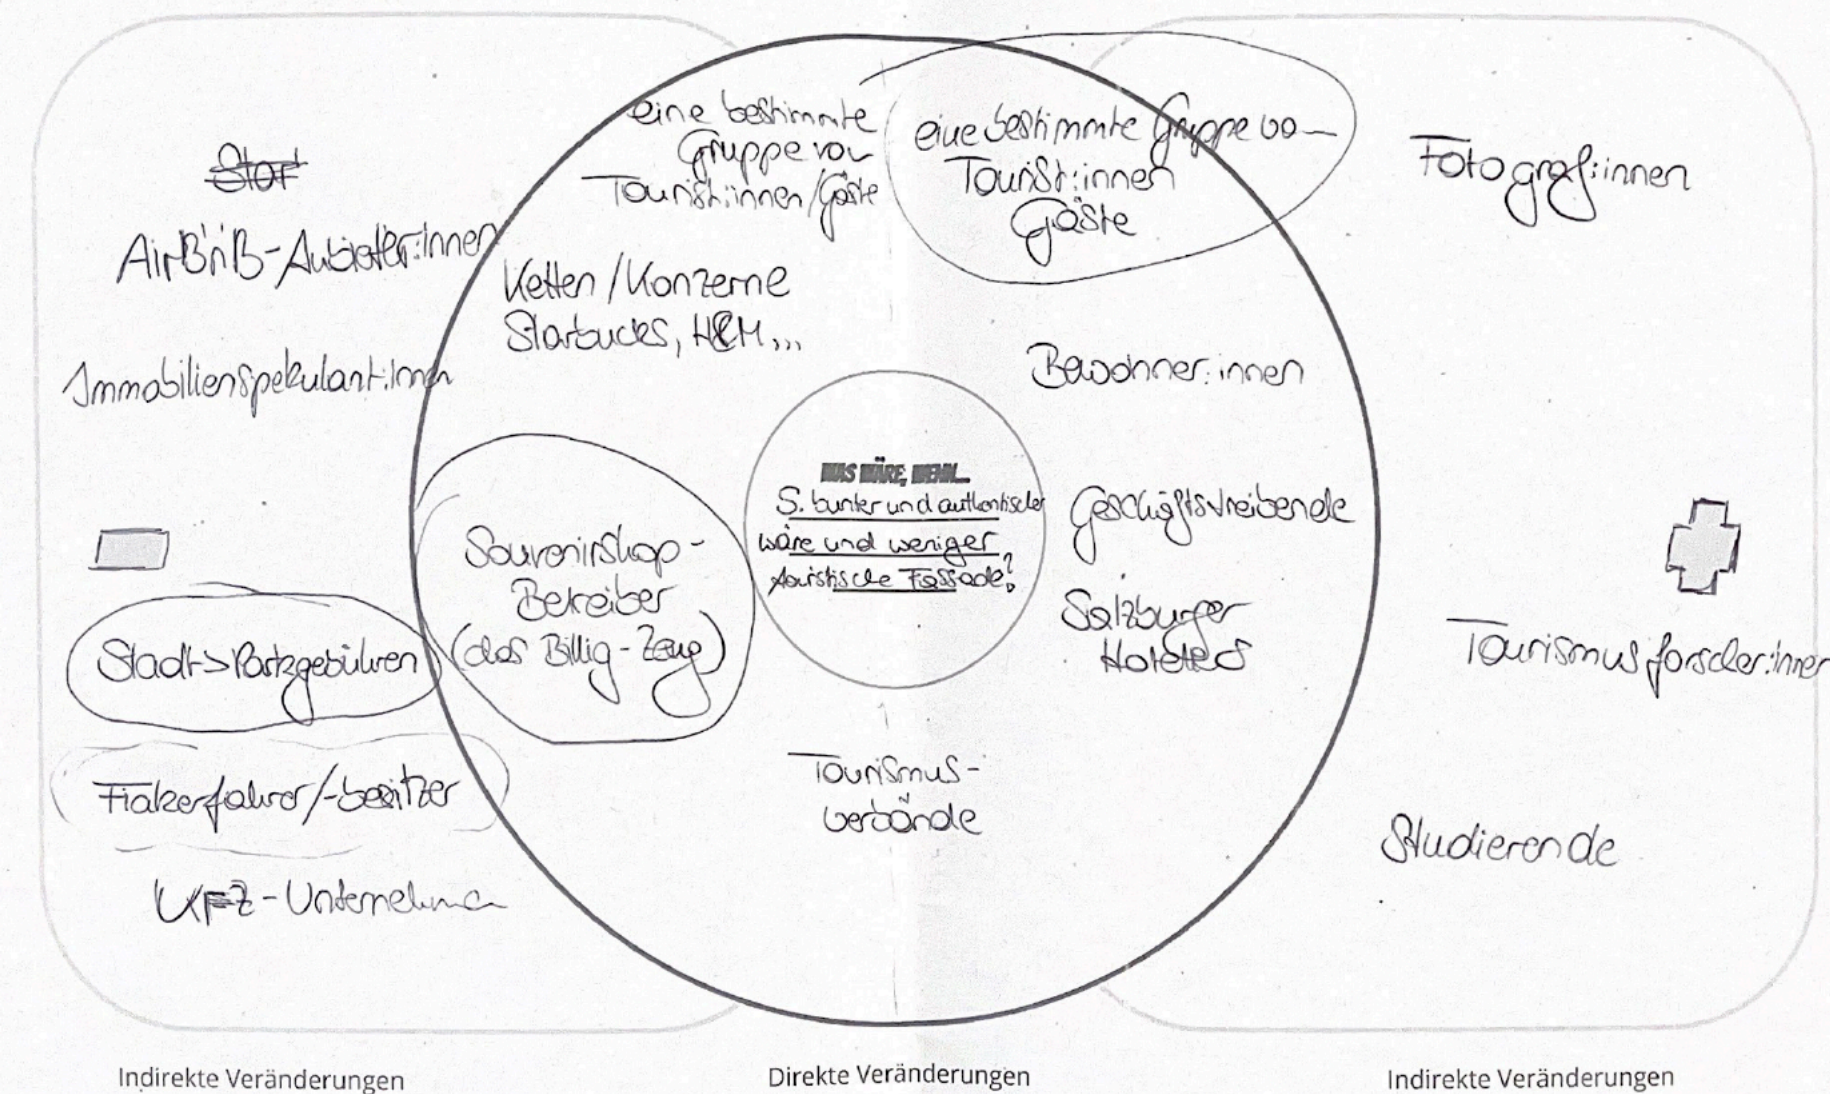 eine bestimmte
Gruppe von
Tourist:innen/Gäste
eine bestimmte Gruppe von
Tourist:innen
Gäste
Fotograf:innen
AirB'n'B-Anbieter:innen
Ketten / Konzerne
Starbucks, H&M,...
Immobilienspekulant:innen
Bewohner:innen
WAS WÄRE, WENN...
S. bunter und authentischer
wäre und weniger
touristische Fassade?
Souvenirshop-
Betreiber
(das Billig-Zeug)
Geschäftstreibende
Salzburger
Hoteliers
Stadt->Parkgebühren
Tourismusforscher:innen
Fiakerfahrer/-besitzer
Tourismus-
verbände
Studierende
KFZ-Unternehmen
Indirekte Veränderungen
Direkte Veränderungen
Indirekte Veränderungen